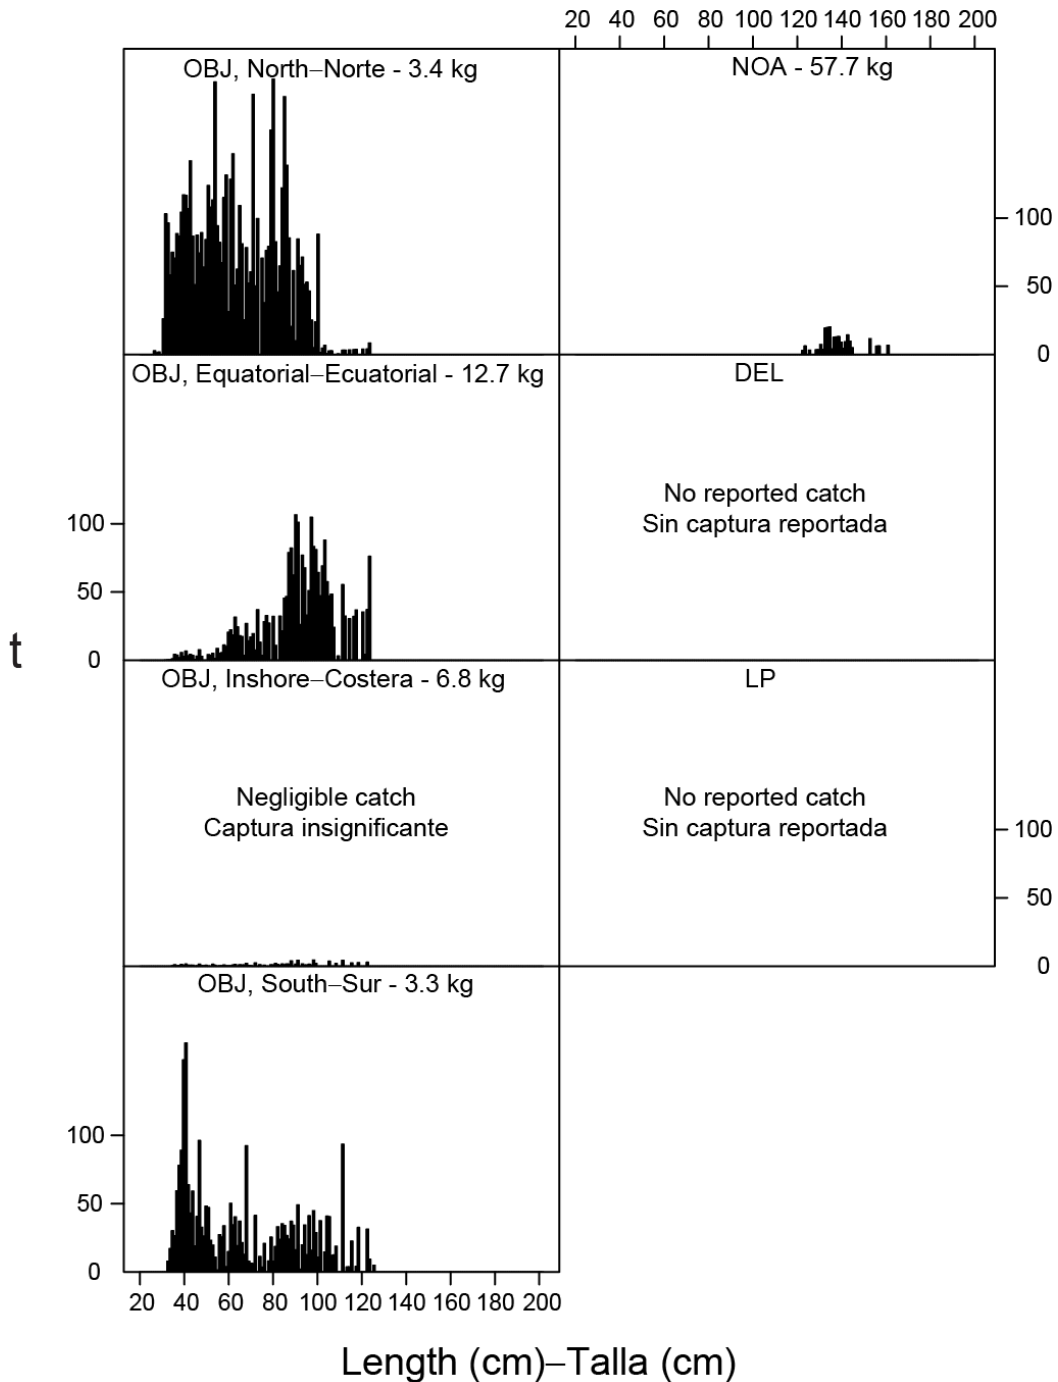 20 40 60 80 100 120 140 160 180 200
OBJ, North–Norte - 3.4 kg
NOA - 57.7 kg
100
50
0
OBJ, Equatorial–Ecuatorial - 12.7 kg
DEL
No reported catch
Sin captura reportada
100
50
0
t
OBJ, Inshore–Costera - 6.8 kg
LP
Negligible catch
Captura insignificante
No reported catch
Sin captura reportada
100
50
0
OBJ, South–Sur - 3.3 kg
100
50
0
20 40 60 80 100 120 140 160 180 200
Length (cm)–Talla (cm)